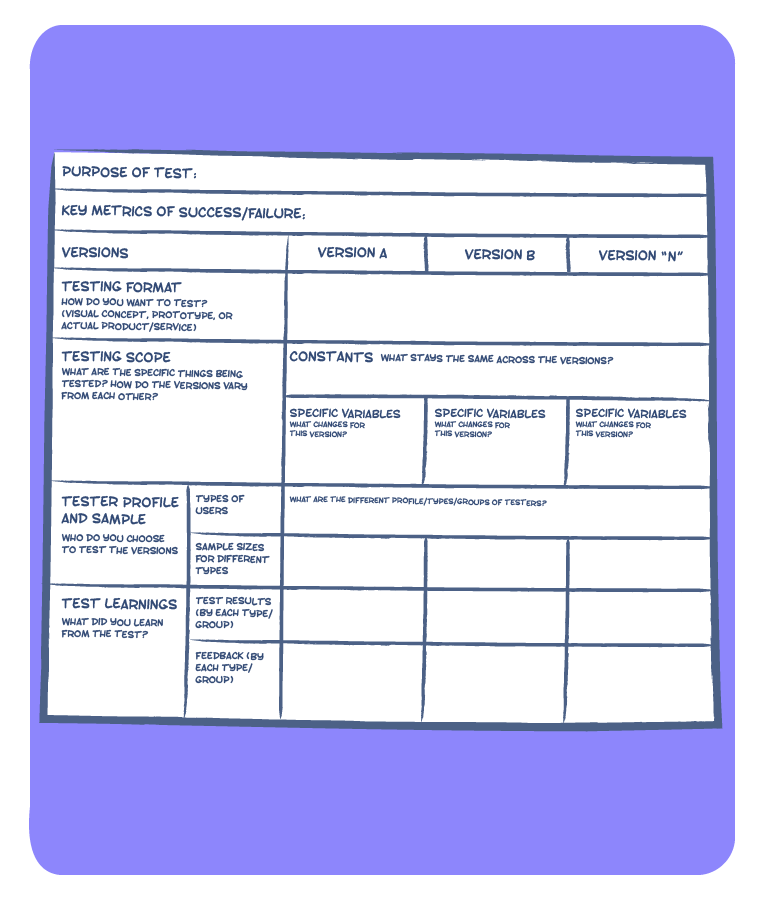 PURPOSE OF TEST:
KEY METRICS OF SUCCESS/FAILURE:
VERSIONS
VERSION A
VERSION B
VERSION "N"
TESTING FORMAT
HOW DO YOU WANT TO TEST?
(VISUAL CONCEPT, PROTOTYPE, OR
ACTUAL PRODUCT/SERVICE)
TESTING SCOPE
WHAT ARE THE SPECIFIC THINGS BEING
TESTED? HOW DO THE VERSIONS VARY
FROM EACH OTHER?
CONSTANTS WHAT STAYS THE SAME ACROSS THE VERSIONS?
SPECIFIC VARIABLES
WHAT CHANGES FOR
THIS VERSION?
SPECIFIC VARIABLES
WHAT CHANGES FOR
THIS VERSION?
SPECIFIC VARIABLES
WHAT CHANGES FOR
THIS VERSION?
TESTER PROFILE
AND SAMPLE
WHO DO YOU CHOOSE
TO TEST THE VERSIONS
TYPES OF
USERS
WHAT ARE THE DIFFERENT PROFILE/TYPES/GROUPS OF TESTERS?
SAMPLE SIZES
FOR DIFFERENT
TYPES
TEST LEARNINGS
WHAT DID YOU LEARN
FROM THE TEST?
TEST RESULTS
(BY EACH TYPE/
GROUP)
FEEDBACK (BY
EACH TYPE/
GROUP)